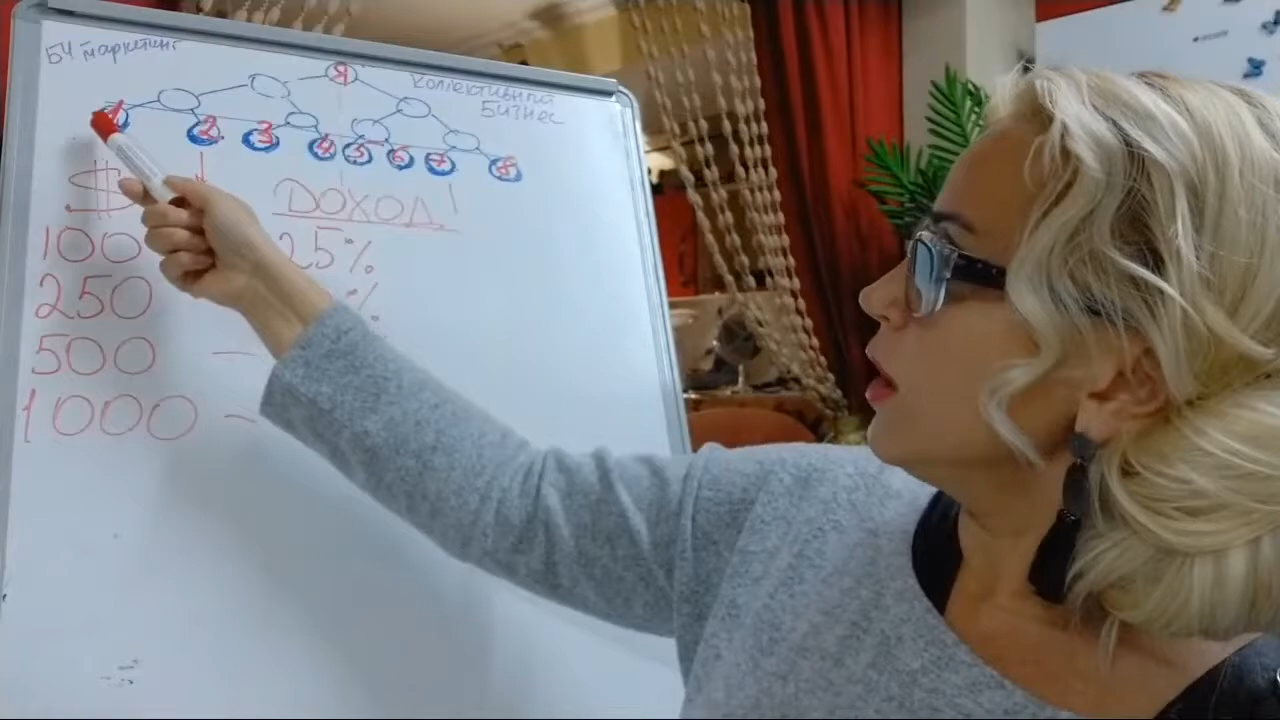 БЧ маркетинг
Коллективный
Бизнес
Я
1 2 3 4 5 6 7 8
$ ДОХОД
100 25%
250 %
500 —
1000 —